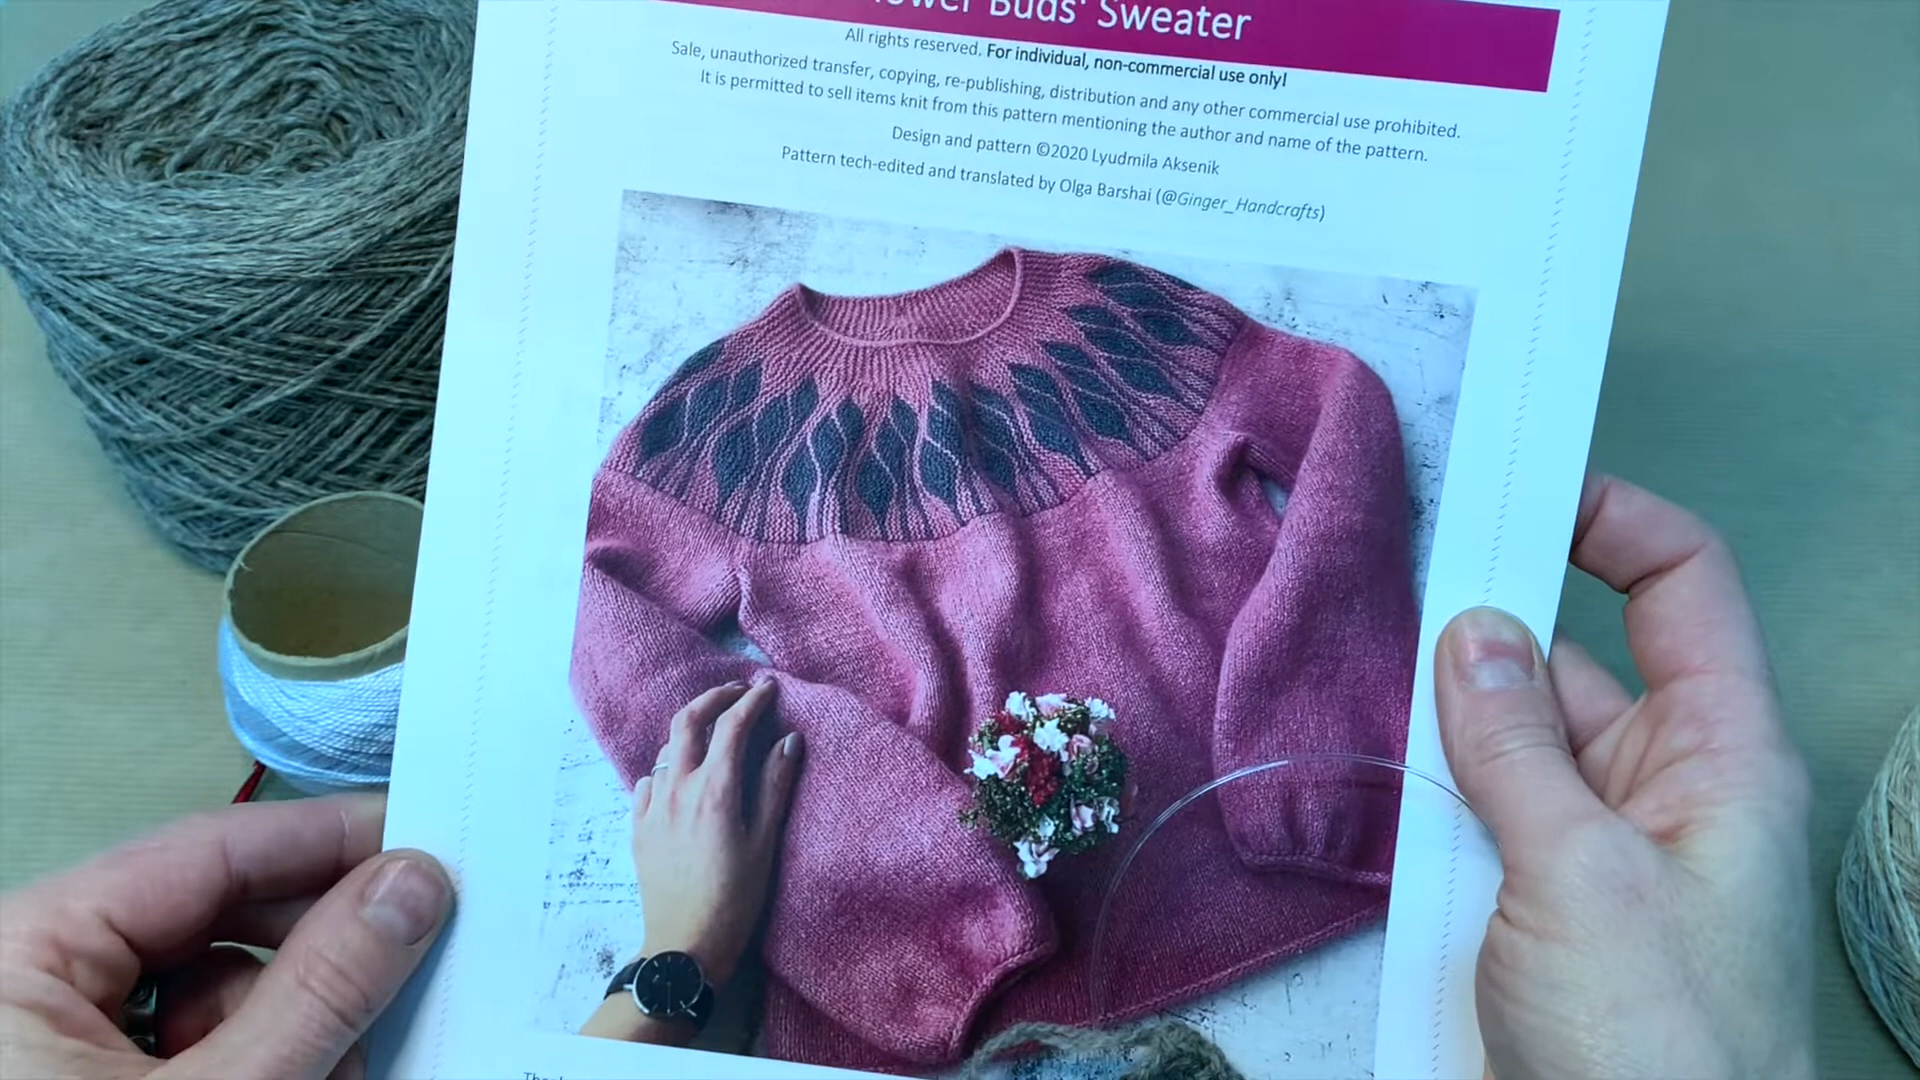 Buds' Sweater
All rights reserved. For individual, non-commercial use only!
Sale, unauthorized transfer, copying, re-publishing, distribution and any other commercial use prohibited.
It is permitted to sell items knit from this pattern mentioning the author and name of the pattern.
Design and pattern ©2020 Lyudmila Aksenik
Pattern tech-edited and translated by Olga Barshai (@Ginger_Handcrafts)